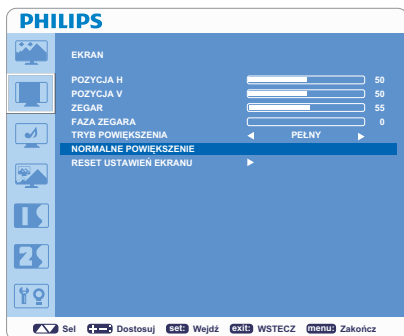 PHILIPS
EKRAN
POZYCJA H 50
POZYCJA V 50
ZEGAR 55
FAZA ZEGARA 0
TRYB POWIĘKSZENIA PEŁNY
NORMALNE POWIĘKSZENIE
RESET USTAWIEŃ EKRANU
Sel Dostosuj set: Wejdź exit: WSTECZ menu: Zakończ